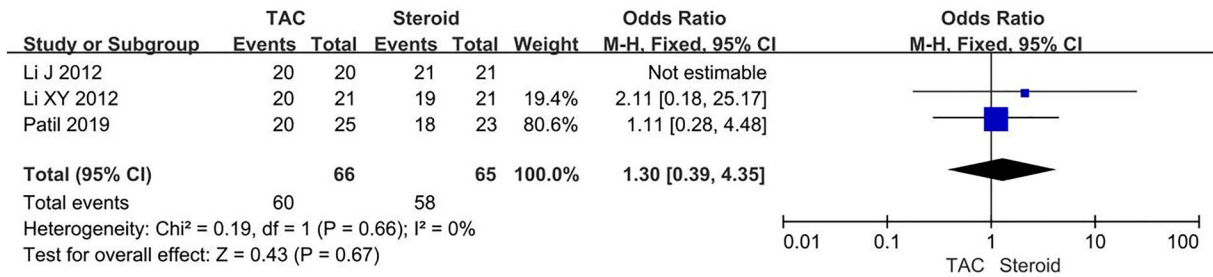 TAC Steroid Odds Ratio Odds Ratio
Study or Subgroup Events Total Events Total Weight M-H, Fixed, 95% CI M-H, Fixed, 95% CI
Li J 2012 20 20 21 21 Not estimable
Li XY 2012 20 21 19 21 19.4% 2.11 [0.18, 25.17]
Patil 2019 20 25 18 23 80.6% 1.11 [0.28, 4.48]
Total (95% CI) 66 65 100.0% 1.30 [0.39, 4.35]
Total events 60 58
Heterogeneity: Chi² = 0.19, df = 1 (P = 0.66); I² = 0%
Test for overall effect: Z = 0.43 (P = 0.67)
0.01 0.1 1 10 100
TAC Steroid